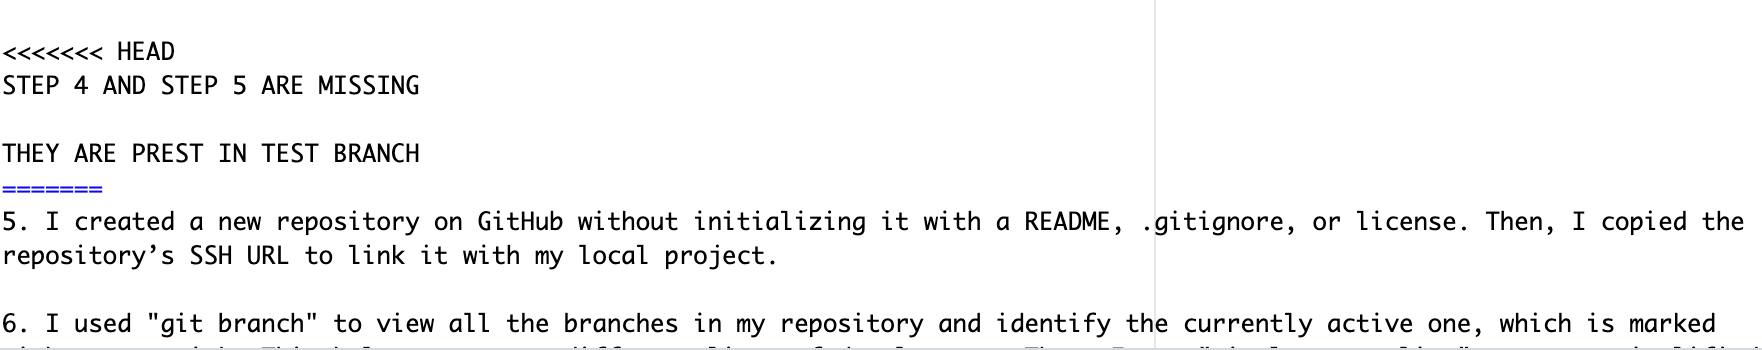 <<<<<<< HEAD
STEP 4 AND STEP 5 ARE MISSING
THEY ARE PREST IN TEST BRANCH
=======
5. I created a new repository on GitHub without initializing it with a README, .gitignore, or license. Then, I copied the
repository’s SSH URL to link it with my local project.
6. I used "git branch" to view all the branches in my repository and identify the currently active one, which is marked